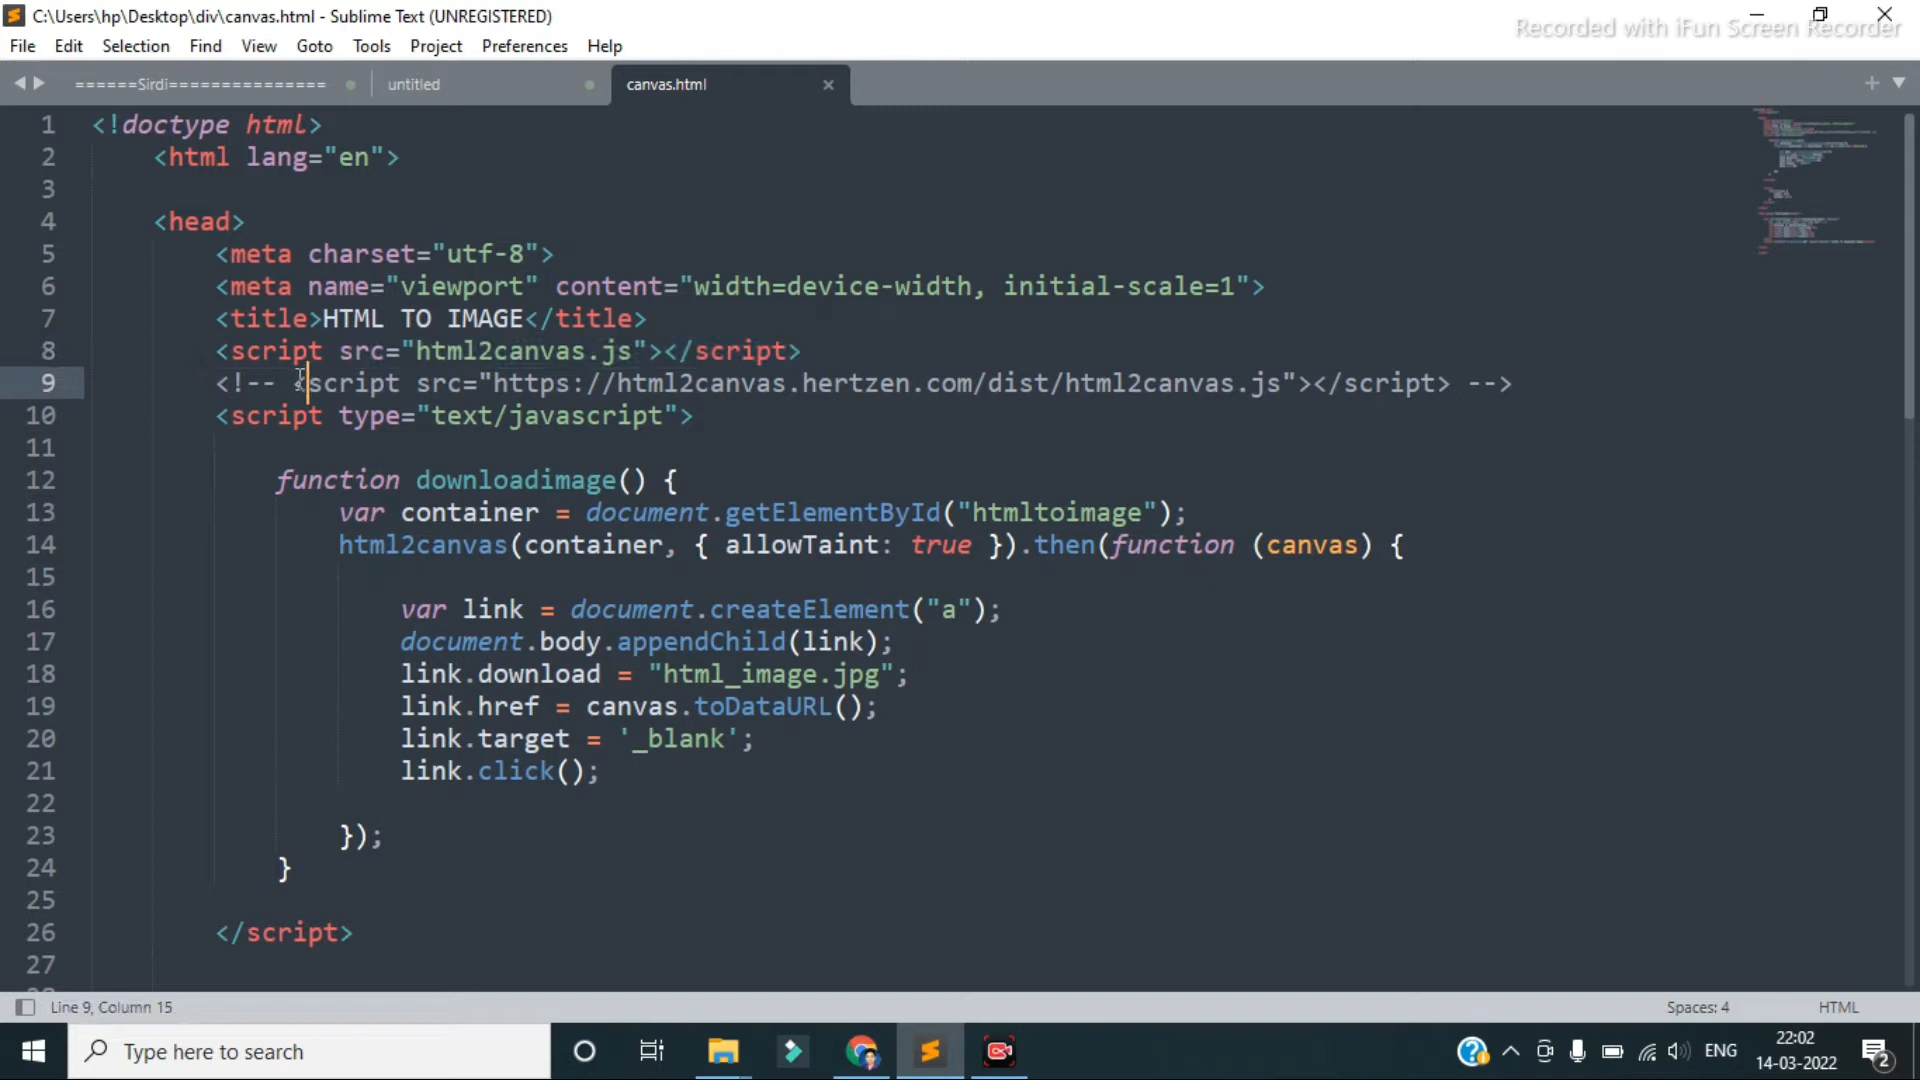 C:\Users\hp\Desktop\div\canvas.html - Sublime Text (UNREGISTERED)
Recorded with iFun Screen Recorder
File Edit Selection Find View Goto Tools Project Preferences Help
======Sirdi=============== untitled canvas.html
1 <!doctype html>
2 <html lang="en">
3
4 <head>
5 <meta charset="utf-8">
6 <meta name="viewport" content="width=device-width, initial-scale=1">
7 <title>HTML TO IMAGE</title>
8 <script src="html2canvas.js"></script>
9 <!-- <script src="https://html2canvas.hertzen.com/dist/html2canvas.js"></script> -->
10 <script type="text/javascript">
11
12 function downloadimage() {
13 var container = document.getElementById("htmltoimage");
14 html2canvas(container, { allowTaint: true }).then(function (canvas) {
15
16 var link = document.createElement("a");
17 document.body.appendChild(link);
18 link.download = "html_image.jpg";
19 link.href = canvas.toDataURL();
20 link.target = '_blank';
21 link.click();
22
23 });
24 }
25
26 </script>
27
Line 9, Column 15 Spaces: 4 HTML
Type here to search ENG 22:02
14-03-2022 2